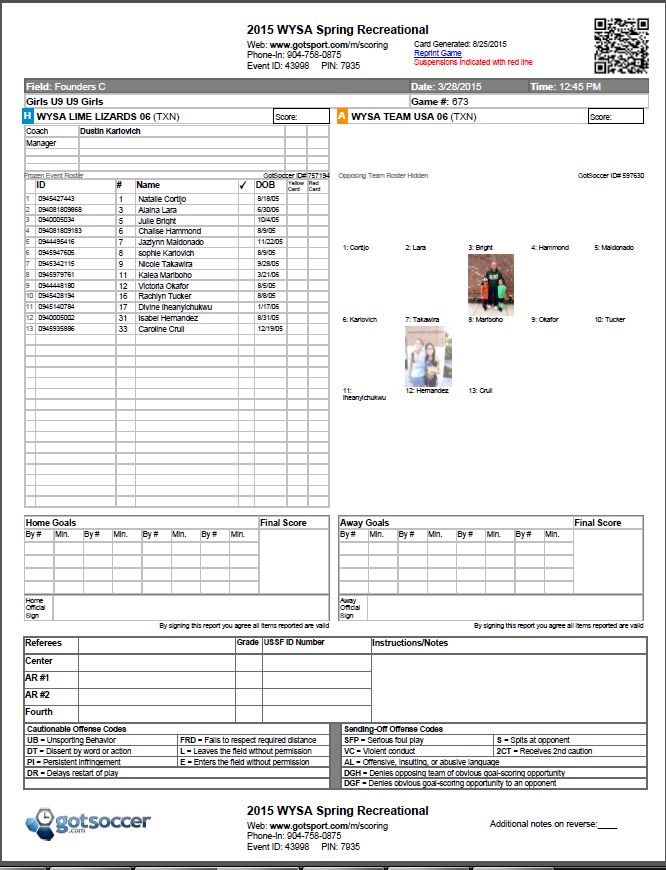 2015 WYSA Spring Recreational
Web: www.gotsport.com/m/scoring
Phone-In: 904-758-0875
Event ID: 43998 PIN: 7935
Card Generated: 8/25/2015
Reprint Game
Suspensions indicated with red line
Field: Founders C Date: 3/28/2015 Time: 12:45 PM
Girls U9 U9 Girls Game #: 673
H WYSA LIME LIZARDS 06 (TXN) Score:
A WYSA TEAM USA 06 (TXN) Score:
Coach Dustin Karlovich
Manager
Frozen Event Roster GotSoccer ID# 757194
Opposing Team Roster Hidden GotSoccer ID# 597630
ID # Name ✓ DOB Yellow Card Red Card
1 0945427443 1 Natalie Cortijo 8/18/05
2 094081809868 3 Alaina Lara 6/30/06
3 0940005034 5 Julie Bright 10/4/05
4 094081809183 6 Chalise Hammond 8/9/05
5 0944495416 7 Jazlynn Maldonado 11/22/05
6 0945947605 8 sophie Karlovich 8/9/05
7 0945342115 9 Nicole Takawira 9/28/05
8 0945979761 11 Kalea Mariboho 3/21/06
9 0944448180 12 Victoria Okafor 8/5/05
10 0945428194 16 Rachlyn Tucker 8/8/05
11 0945140784 17 Divine Iheanyichukwu 1/17/06
12 0940005002 31 Isabel Hernandez 8/31/05
13 0945935886 33 Caroline Crull 12/19/05
1: Cortijo 2: Lara 3: Bright 4: Hammond 5: Maldonado
6: Karlovich 7: Takawira 8: Mariboho 9: Okafor 10: Tucker
11: Iheanyichukwu 12: Hernandez 13: Crull
Home Goals Final Score
By # Min. By # Min. By # Min. By # Min.
Home Official Sign
By signing this report you agree all items reported are valid
Away Goals Final Score
By # Min. By # Min. By # Min. By # Min.
Away Official Sign
By signing this report you agree all items reported are valid
Referees Grade USSF ID Number Instructions/Notes
Center
AR #1
AR #2
Fourth
Cautionable Offense Codes
UB = Unsporting Behavior FRD = Fails to respect required distance
DT = Dissent by word or action L = Leaves the field without permission
PI = Persistent infringement E = Enters the field without permission
DR = Delays restart of play
Sending-Off Offense Codes
SFP = Serious foul play S = Spits at opponent
VC = Violent conduct 2CT = Receives 2nd caution
AL = Offensive, insulting, or abusive language
DGH = Denies opposing team of obvious goal-scoring opportunity
DGF = Denies obvious goal-scoring opportunity to an opponent
gotsoccer.com
2015 WYSA Spring Recreational
Web: www.gotsport.com/m/scoring
Phone-In: 904-758-0875
Event ID: 43998 PIN: 7935
Additional notes on reverse:____